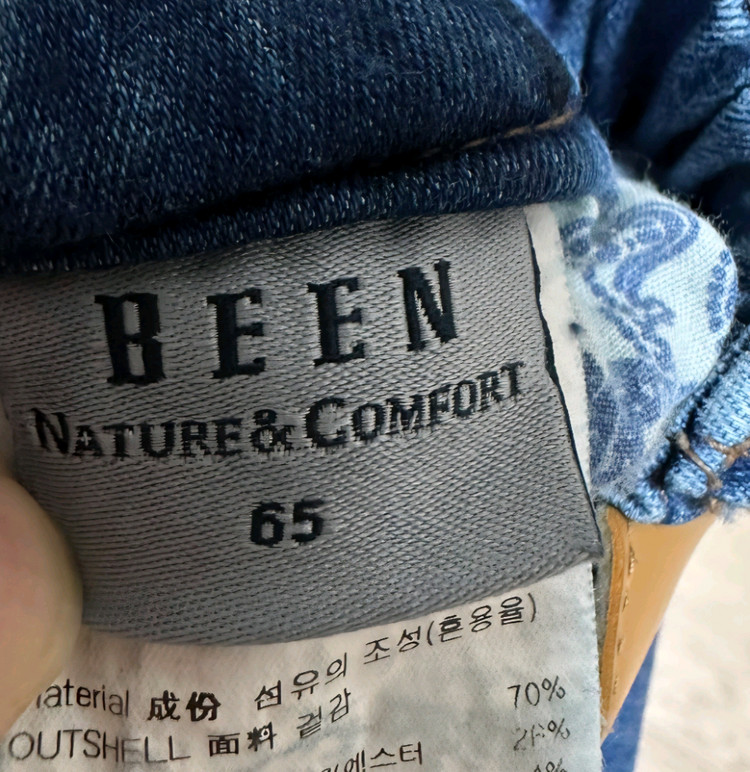 BEEN
NATURE & COMFORT
65
Material 成份 섬유의 조성(혼용율)
OUTSHELL 面料 겉감
70%